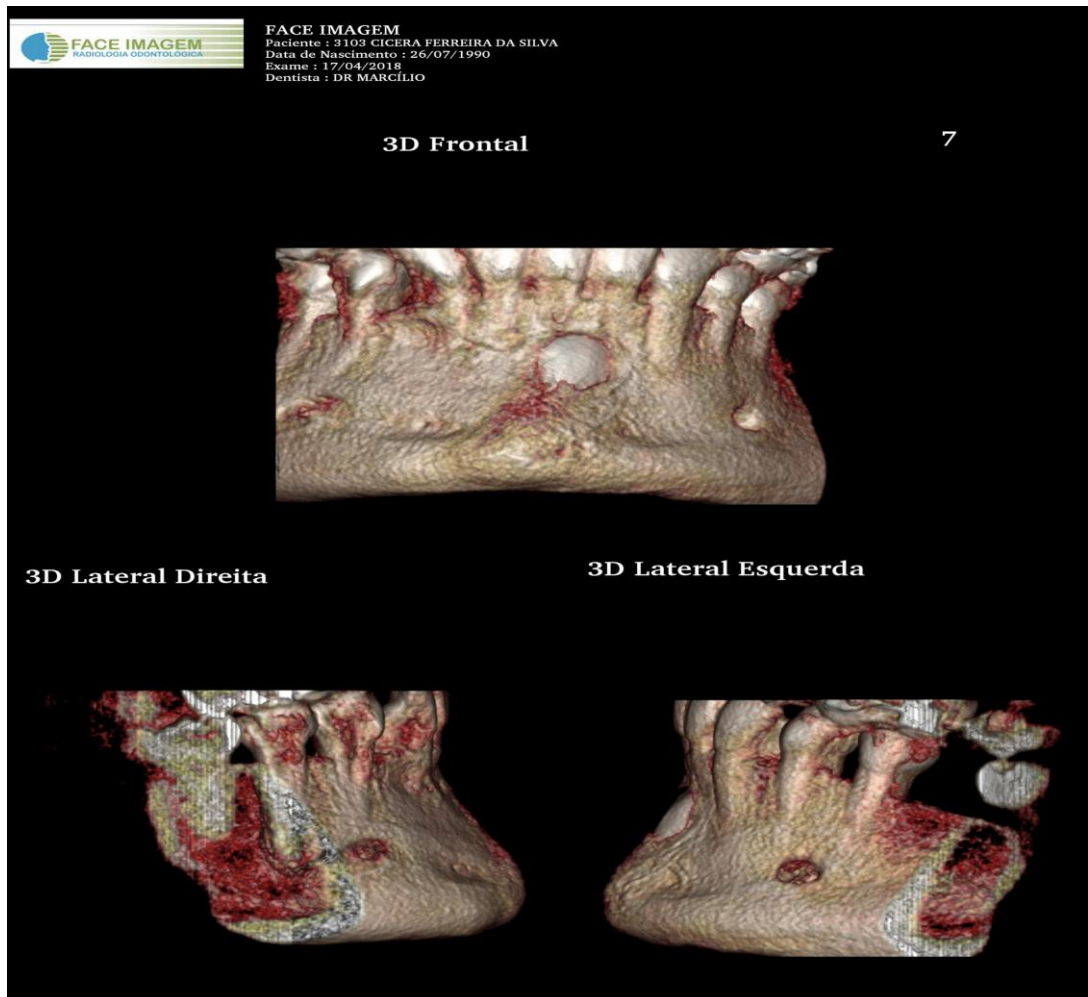 FACE IMAGEM
RADIOLOGIA ODONTOLÓGICA
FACE IMAGEM
Paciente : 3103 CICERA FERREIRA DA SILVA
Data de Nascimento : 26/07/1990
Exame : 17/04/2018
Dentista : DR MARCÍLIO
3D Frontal
7
3D Lateral Direita
3D Lateral Esquerda